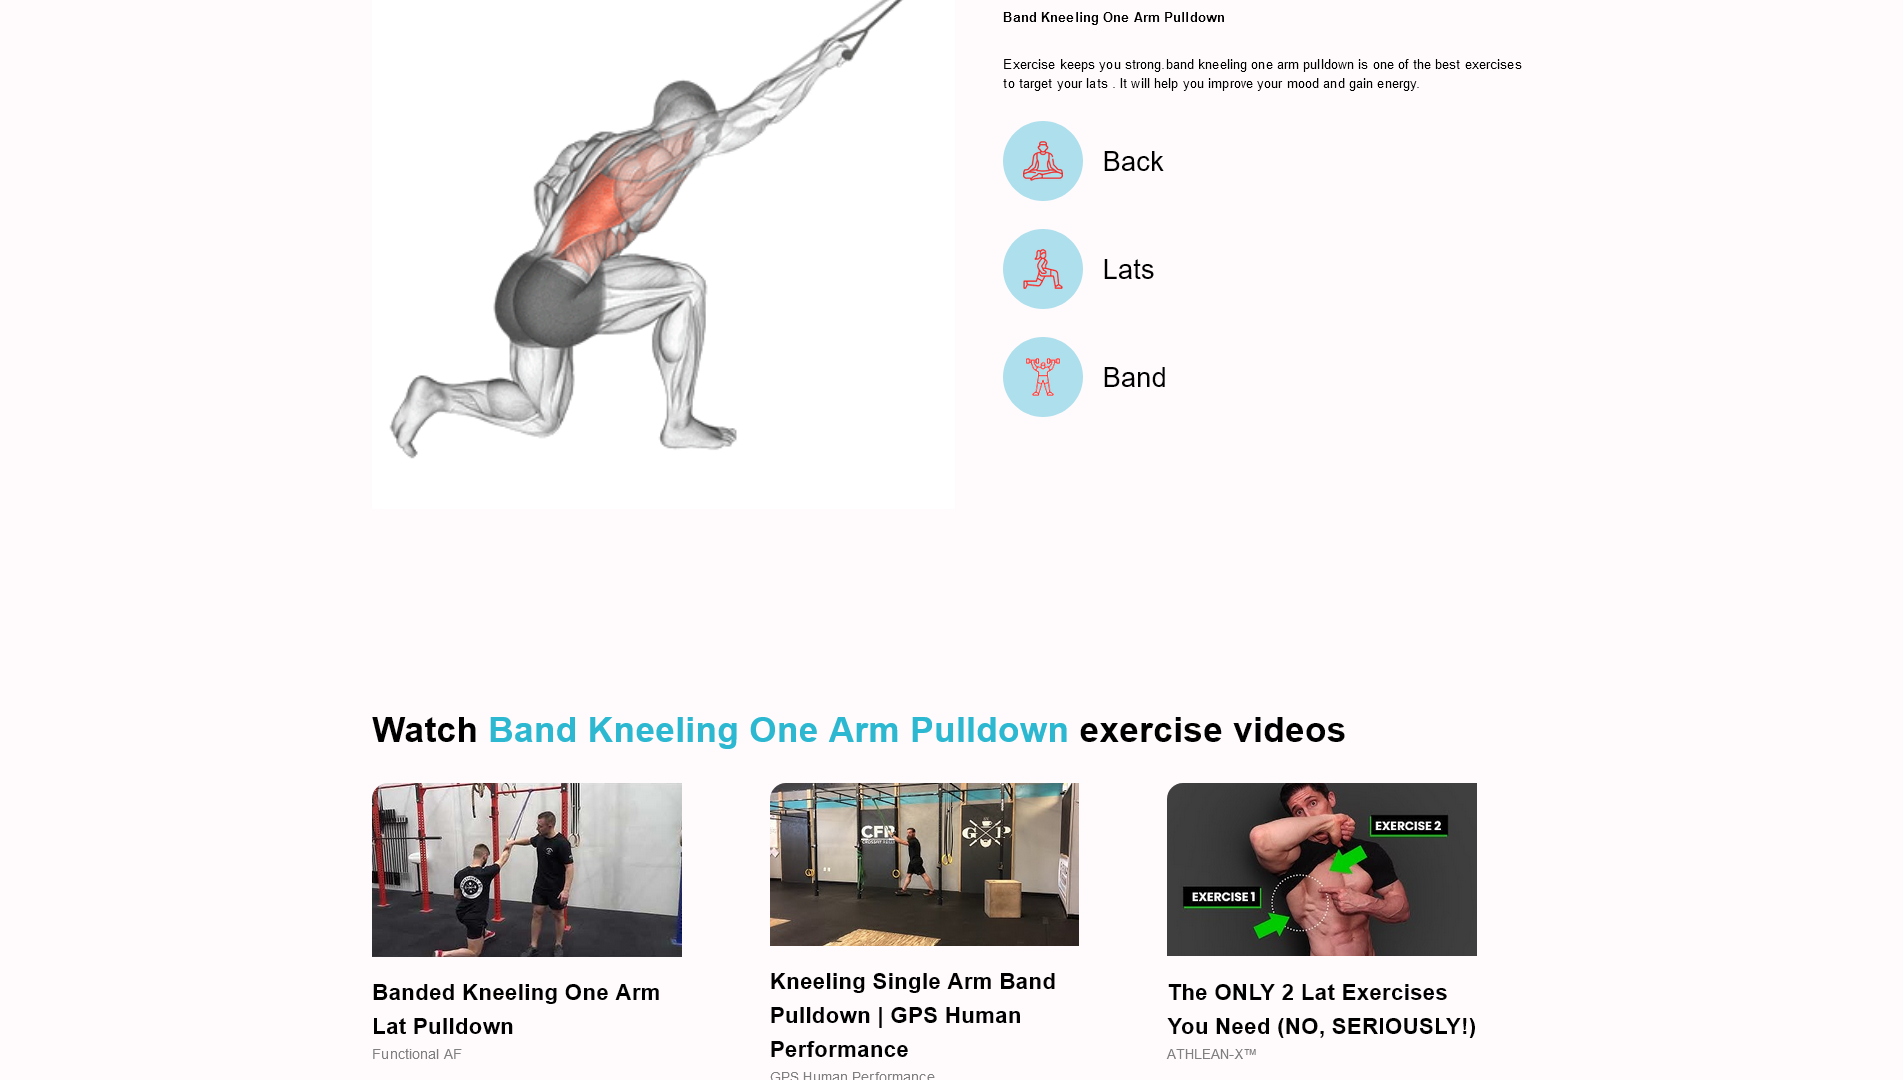 Band Kneeling One Arm Pulldown
Exercise keeps you strong.band kneeling one arm pulldown is one of the best exercises
to target your lats . It will help you improve your mood and gain energy.
Back
Lats
Band
Watch Band Kneeling One Arm Pulldown exercise videos
CFP
G P
EXERCISE 2
EXERCISE 1
Banded Kneeling One Arm
Lat Pulldown
Functional AF
Kneeling Single Arm Band
Pulldown | GPS Human
Performance
GPS Human Performance
The ONLY 2 Lat Exercises
You Need (NO, SERIOUSLY!)
ATHLEAN-X™